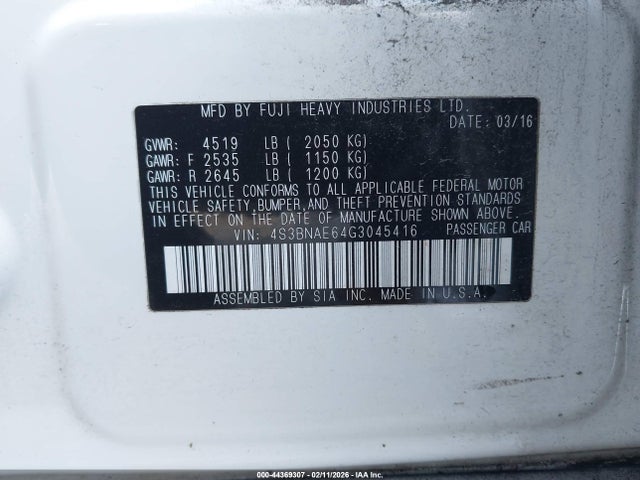 MFD BY FUJI HEAVY INDUSTRIES LTD.
DATE: 03/16
GVWR: 4519 LB ( 2050 KG)
GAWR: F 2535 LB ( 1150 KG)
GAWR: R 2645 LB ( 1200 KG)
THIS VEHICLE CONFORMS TO ALL APPLICABLE FEDERAL MOTOR
VEHICLE SAFETY,BUMPER,AND THEFT PREVENTION STANDARDS
IN EFFECT ON THE DATE OF MANUFACTURE SHOWN ABOVE.
VIN: 4S3BNAE64G3045416 PASSENGER CAR
ASSEMBLED BY SIA INC. MADE IN U.S.A.
000-44369307 - 02/11/2026 - IAA Inc.